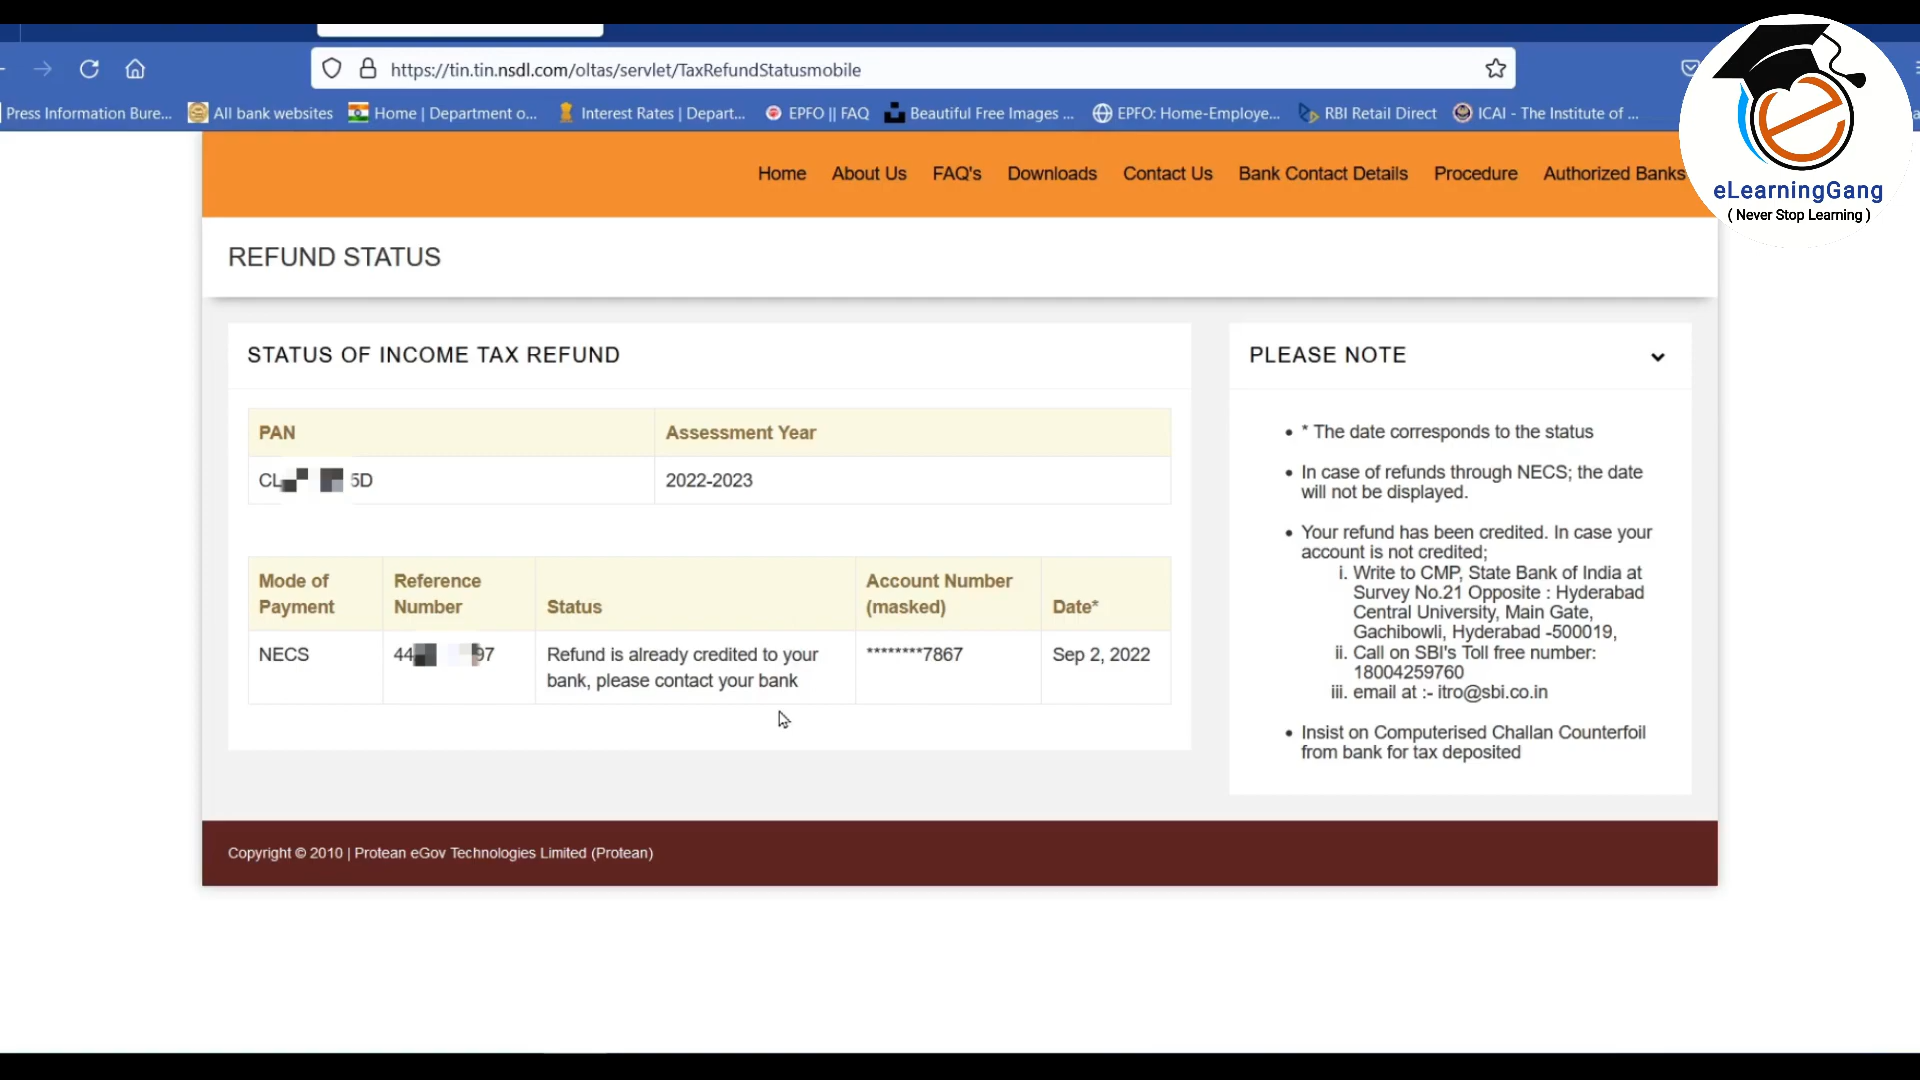 https://tin.tin.nsdl.com/oltas/servlet/TaxRefundStatusmobile
Press Information Bure... All bank websites Home | Department o... Interest Rates | Depart... EPFO || FAQ Beautiful Free Images ... EPFO: Home-Employe... RBI Retail Direct ICAI - The Institute of ...
eLearningGang
( Never Stop Learning )
Home About Us FAQ's Downloads Contact Us Bank Contact Details Procedure Authorized Banks
REFUND STATUS
STATUS OF INCOME TAX REFUND
PAN Assessment Year
CL 5D 2022-2023
Mode of Payment Reference Number Status Account Number (masked) Date*
NECS 44 97 Refund is already credited to your bank, please contact your bank ********7867 Sep 2, 2022
PLEASE NOTE
• * The date corresponds to the status
• In case of refunds through NECS; the date
will not be displayed.
• Your refund has been credited. In case your
account is not credited;
i. Write to CMP, State Bank of India at
Survey No.21 Opposite : Hyderabad
Central University, Main Gate,
Gachibowli, Hyderabad -500019,
ii. Call on SBI's Toll free number:
18004259760
iii. email at :- itro@sbi.co.in
• Insist on Computerised Challan Counterfoil
from bank for tax deposited
Copyright © 2010 | Protean eGov Technologies Limited (Protean)